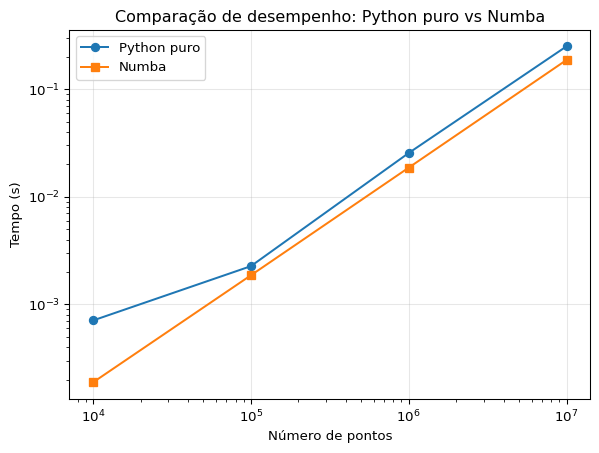 Comparação de desempenho: Python puro vs Numba
Python puro
Numba
Tempo (s)
10⁻¹
10⁻²
10⁻³
10⁴
10⁵
10⁶
10⁷
Número de pontos